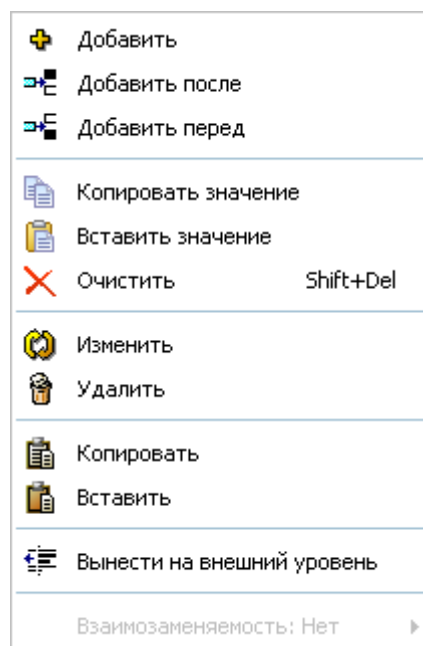 Добавить
Добавить после
Добавить перед
Копировать значение
Вставить значение
Очистить Shift+Del
Изменить
Удалить
Копировать
Вставить
Вынести на внешний уровень
Взаимозаменяемость: Нет